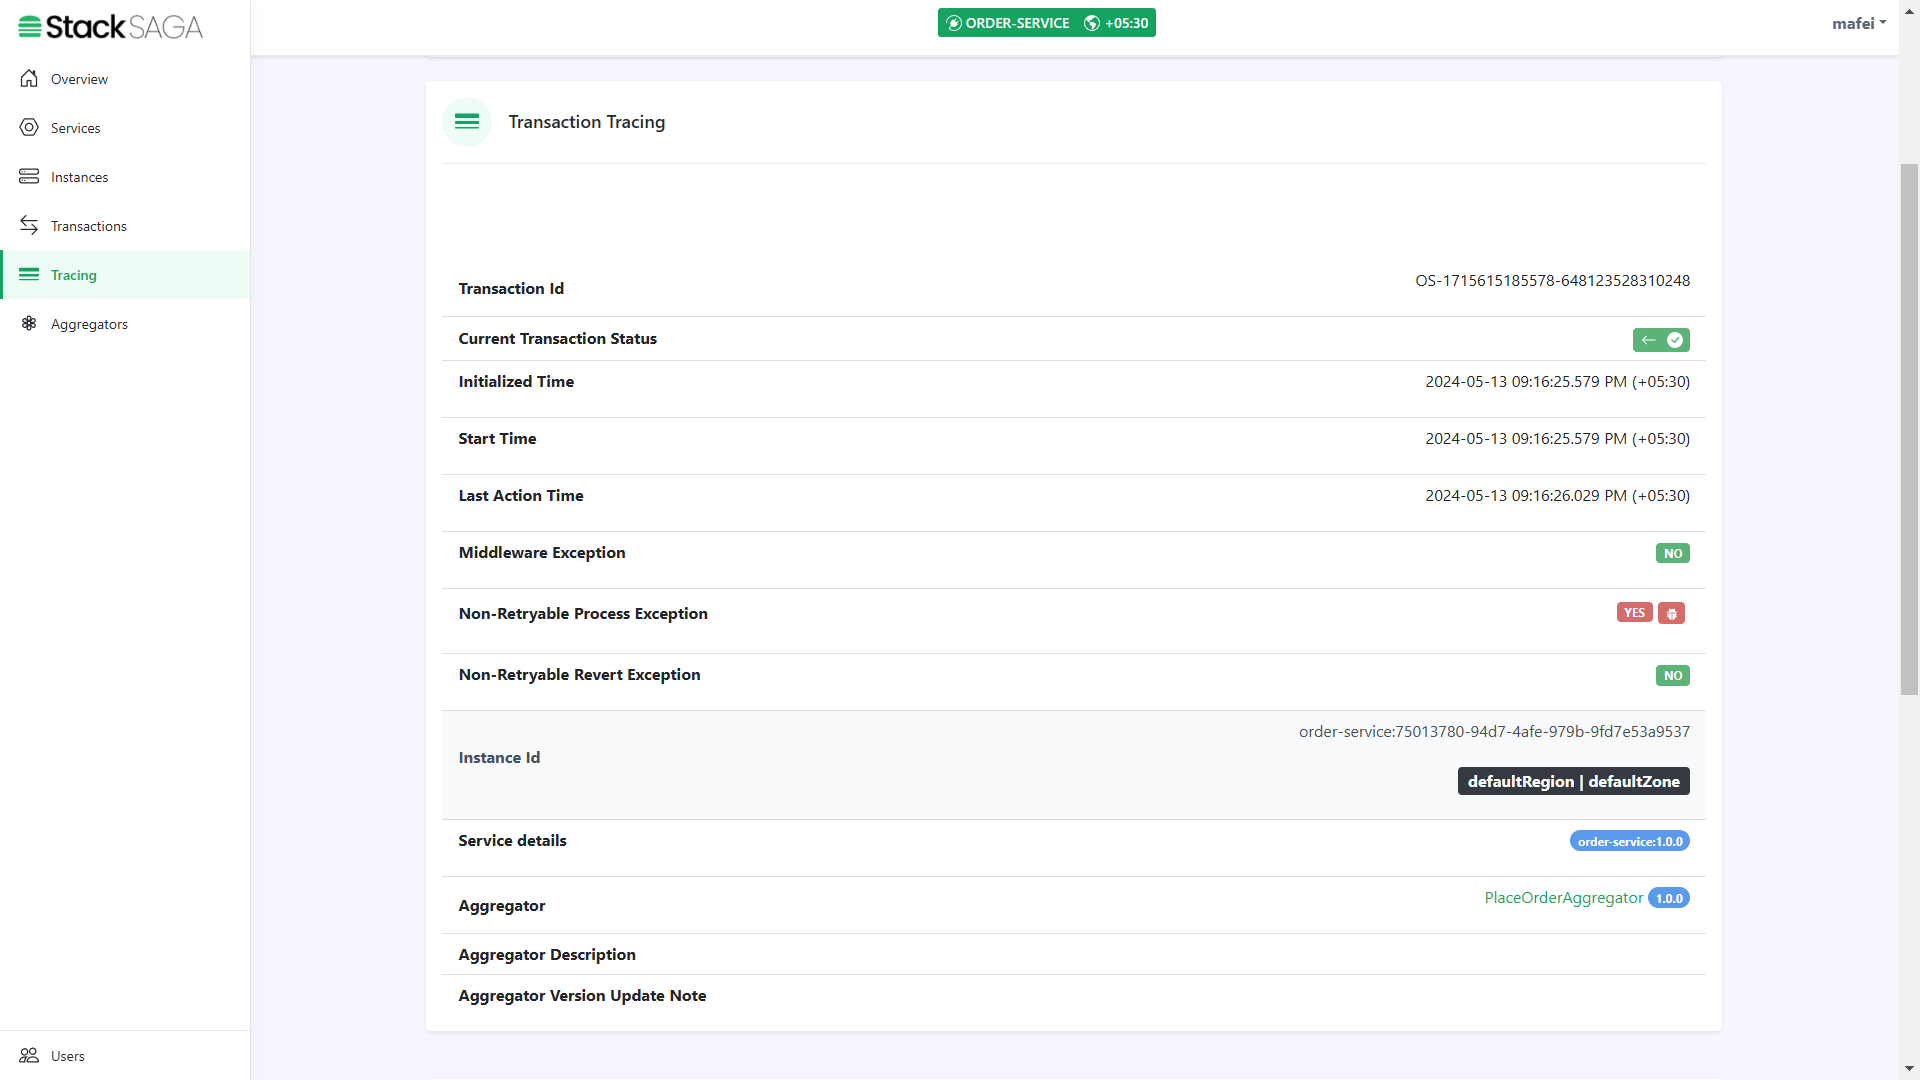 StackSAGA
ORDER-SERVICE +05:30
mafei
Overview
Services
Instances
Transactions
Tracing
Aggregators
Users
Transaction Tracing
Transaction Id OS-1715615185578-648123528310248
Current Transaction Status
Initialized Time 2024-05-13 09:16:25.579 PM (+05:30)
Start Time 2024-05-13 09:16:25.579 PM (+05:30)
Last Action Time 2024-05-13 09:16:26.029 PM (+05:30)
Middleware Exception NO
Non-Retryable Process Exception YES
Non-Retryable Revert Exception NO
Instance Id order-service:75013780-94d7-4afe-979b-9fd7e53a9537
defaultRegion | defaultZone
Service details order-service:1.0.0
Aggregator PlaceOrderAggregator 1.0.0
Aggregator Description
Aggregator Version Update Note